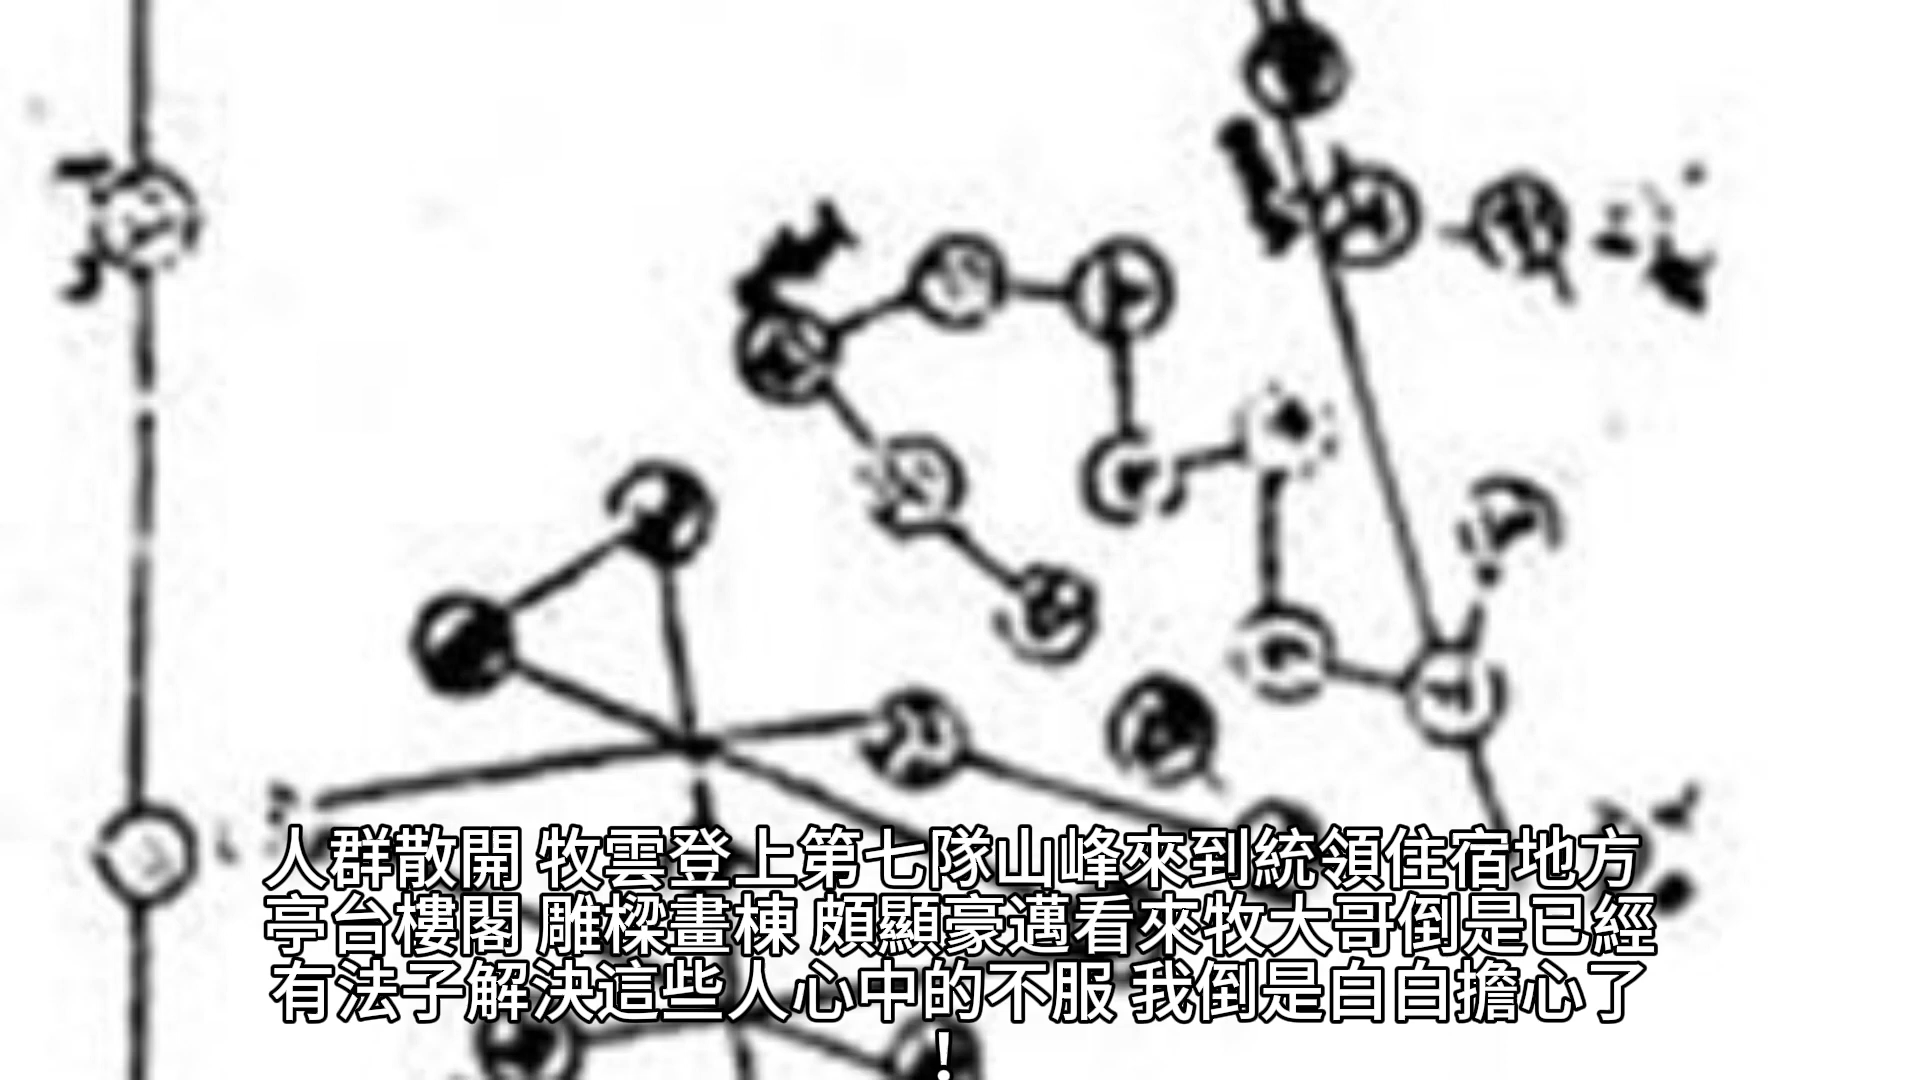 人群散開 牧雲登上第七隊山峰來到統領住宿地方
亭台樓閣 雕樑畫棟 頗顯豪邁看來牧大哥倒是已經
有法子解決這些人心中的不服 我倒是白白擔心了
！